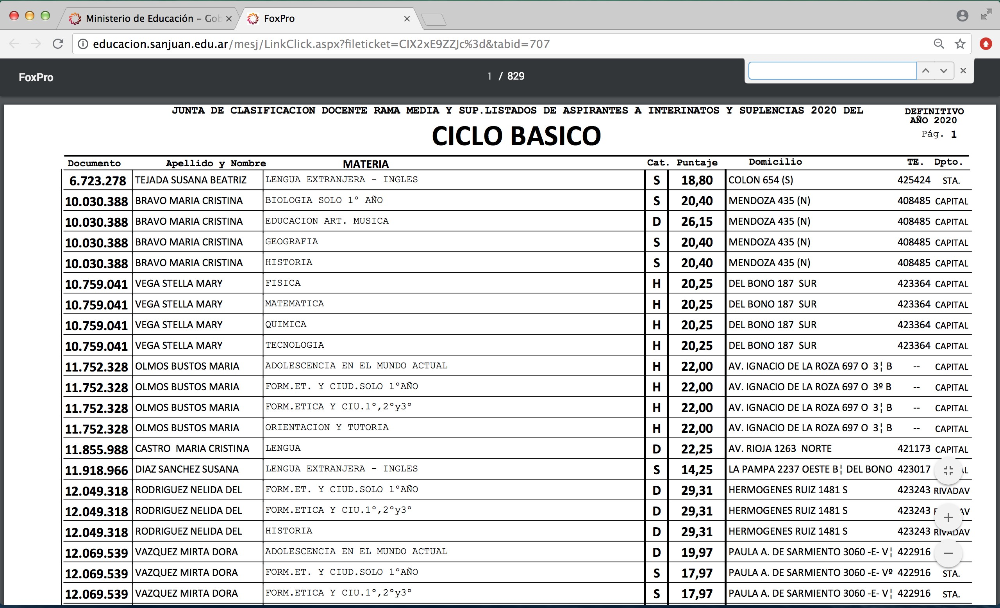 Ministerio de Educación – Gob
FoxPro
educacion.sanjuan.edu.ar/mesj/LinkClick.aspx?fileticket=CIX2xE9ZZJc%3d&tabid=707
FoxPro
1 / 829
JUNTA DE CLASIFICACION DOCENTE RAMA MEDIA Y SUP.LISTADOS DE ASPIRANTES A INTERINATOS Y SUPLENCIAS 2020 DEL
DEFINITIVO
AÑO 2020
CICLO BASICO
Pág. 1
Documento Apellido y Nombre MATERIA Cat. Puntaje Domicilio TE. Dpto.
6.723.278 TEJADA SUSANA BEATRIZ LENGUA EXTRANJERA - INGLES S 18,80 COLON 654 (S) 425424 STA.
10.030.388 BRAVO MARIA CRISTINA BIOLOGIA SOLO 1° AÑO S 20,40 MENDOZA 435 (N) 408485 CAPITAL
10.030.388 BRAVO MARIA CRISTINA EDUCACION ART. MUSICA D 26,15 MENDOZA 435 (N) 408485 CAPITAL
10.030.388 BRAVO MARIA CRISTINA GEOGRAFIA S 20,40 MENDOZA 435 (N) 408485 CAPITAL
10.030.388 BRAVO MARIA CRISTINA HISTORIA S 20,40 MENDOZA 435 (N) 408485 CAPITAL
10.759.041 VEGA STELLA MARY FISICA H 20,25 DEL BONO 187 SUR 423364 CAPITAL
10.759.041 VEGA STELLA MARY MATEMATICA H 20,25 DEL BONO 187 SUR 423364 CAPITAL
10.759.041 VEGA STELLA MARY QUIMICA H 20,25 DEL BONO 187 SUR 423364 CAPITAL
10.759.041 VEGA STELLA MARY TECNOLOGIA H 20,25 DEL BONO 187 SUR 423364 CAPITAL
11.752.328 OLMOS BUSTOS MARIA ADOLESCENCIA EN EL MUNDO ACTUAL H 22,00 AV. IGNACIO DE LA ROZA 697 O 3¦ B -- CAPITAL
11.752.328 OLMOS BUSTOS MARIA FORM.ET. Y CIUD.SOLO 1°AÑO H 22,00 AV. IGNACIO DE LA ROZA 697 O 3º B -- CAPITAL
11.752.328 OLMOS BUSTOS MARIA FORM.ETICA Y CIU.1°,2°y3° H 22,00 AV. IGNACIO DE LA ROZA 697 O 3¦ B -- CAPITAL
11.752.328 OLMOS BUSTOS MARIA ORIENTACION Y TUTORIA H 22,00 AV. IGNACIO DE LA ROZA 697 O 3¦ B -- CAPITAL
11.855.988 CASTRO MARIA CRISTINA LENGUA D 22,25 AV. RIOJA 1263 NORTE 421173 CAPITAL
11.918.966 DIAZ SANCHEZ SUSANA LENGUA EXTRANJERA - INGLES S 14,25 LA PAMPA 2237 OESTE B¦ DEL BONO 423017
12.049.318 RODRIGUEZ NELIDA DEL FORM.ET. Y CIUD.SOLO 1°AÑO D 29,31 HERMOGENES RUIZ 1481 S 423243 RIVADAV
12.049.318 RODRIGUEZ NELIDA DEL FORM.ETICA Y CIU.1°,2°y3° D 29,31 HERMOGENES RUIZ 1481 S 423243
12.049.318 RODRIGUEZ NELIDA DEL HISTORIA D 29,31 HERMOGENES RUIZ 1481 S 423243 RIVADAV
12.069.539 VAZQUEZ MIRTA DORA ADOLESCENCIA EN EL MUNDO ACTUAL D 19,97 PAULA A. DE SARMIENTO 3060 -E- V¦ 422916
12.069.539 VAZQUEZ MIRTA DORA FORM.ET. Y CIUD.SOLO 1°AÑO S 17,97 PAULA A. DE SARMIENTO 3060 -E- Vº 422916 STA.
12.069.539 VAZQUEZ MIRTA DORA FORM.ETICA Y CIU.1°,2°y3° S 17,97 PAULA A. DE SARMIENTO 3060 -E- V¦ 422916 STA.